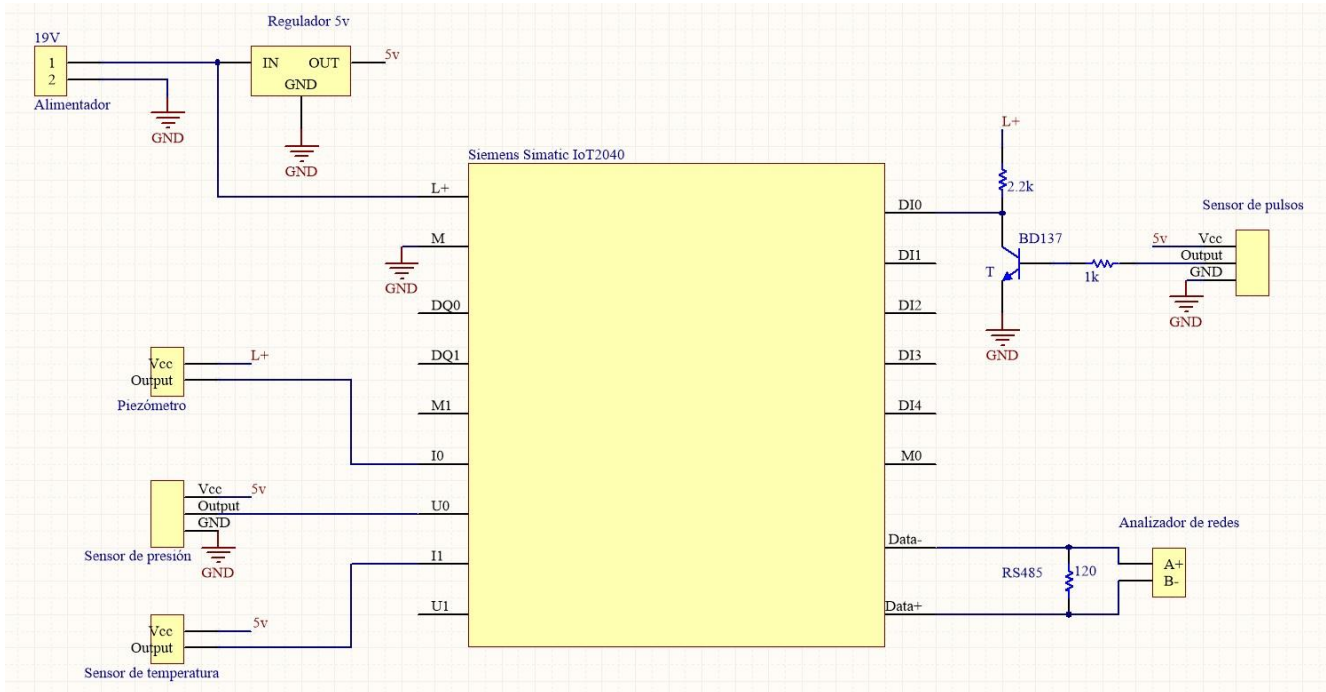 Regulador 5v
19V
1
2
Alimentador
GND
IN OUT
GND
5v
GND
Siemens Simatic IoT2040
L+
M
GND
DQ0
DQ1
M1
I0
U0
I1
U1
DI0
DI1
DI2
DI3
DI4
M0
Data-
Data+
Vcc
Output
L+
Piezómetro
Vcc
Output
GND
5v
Sensor de presión
GND
Vcc
Output
5v
Sensor de temperatura
L+
2.2k
BD137
T
GND
1k
Sensor de pulsos
5v
Vcc
Output
GND
GND
Analizador de redes
RS485
120
A+
B-